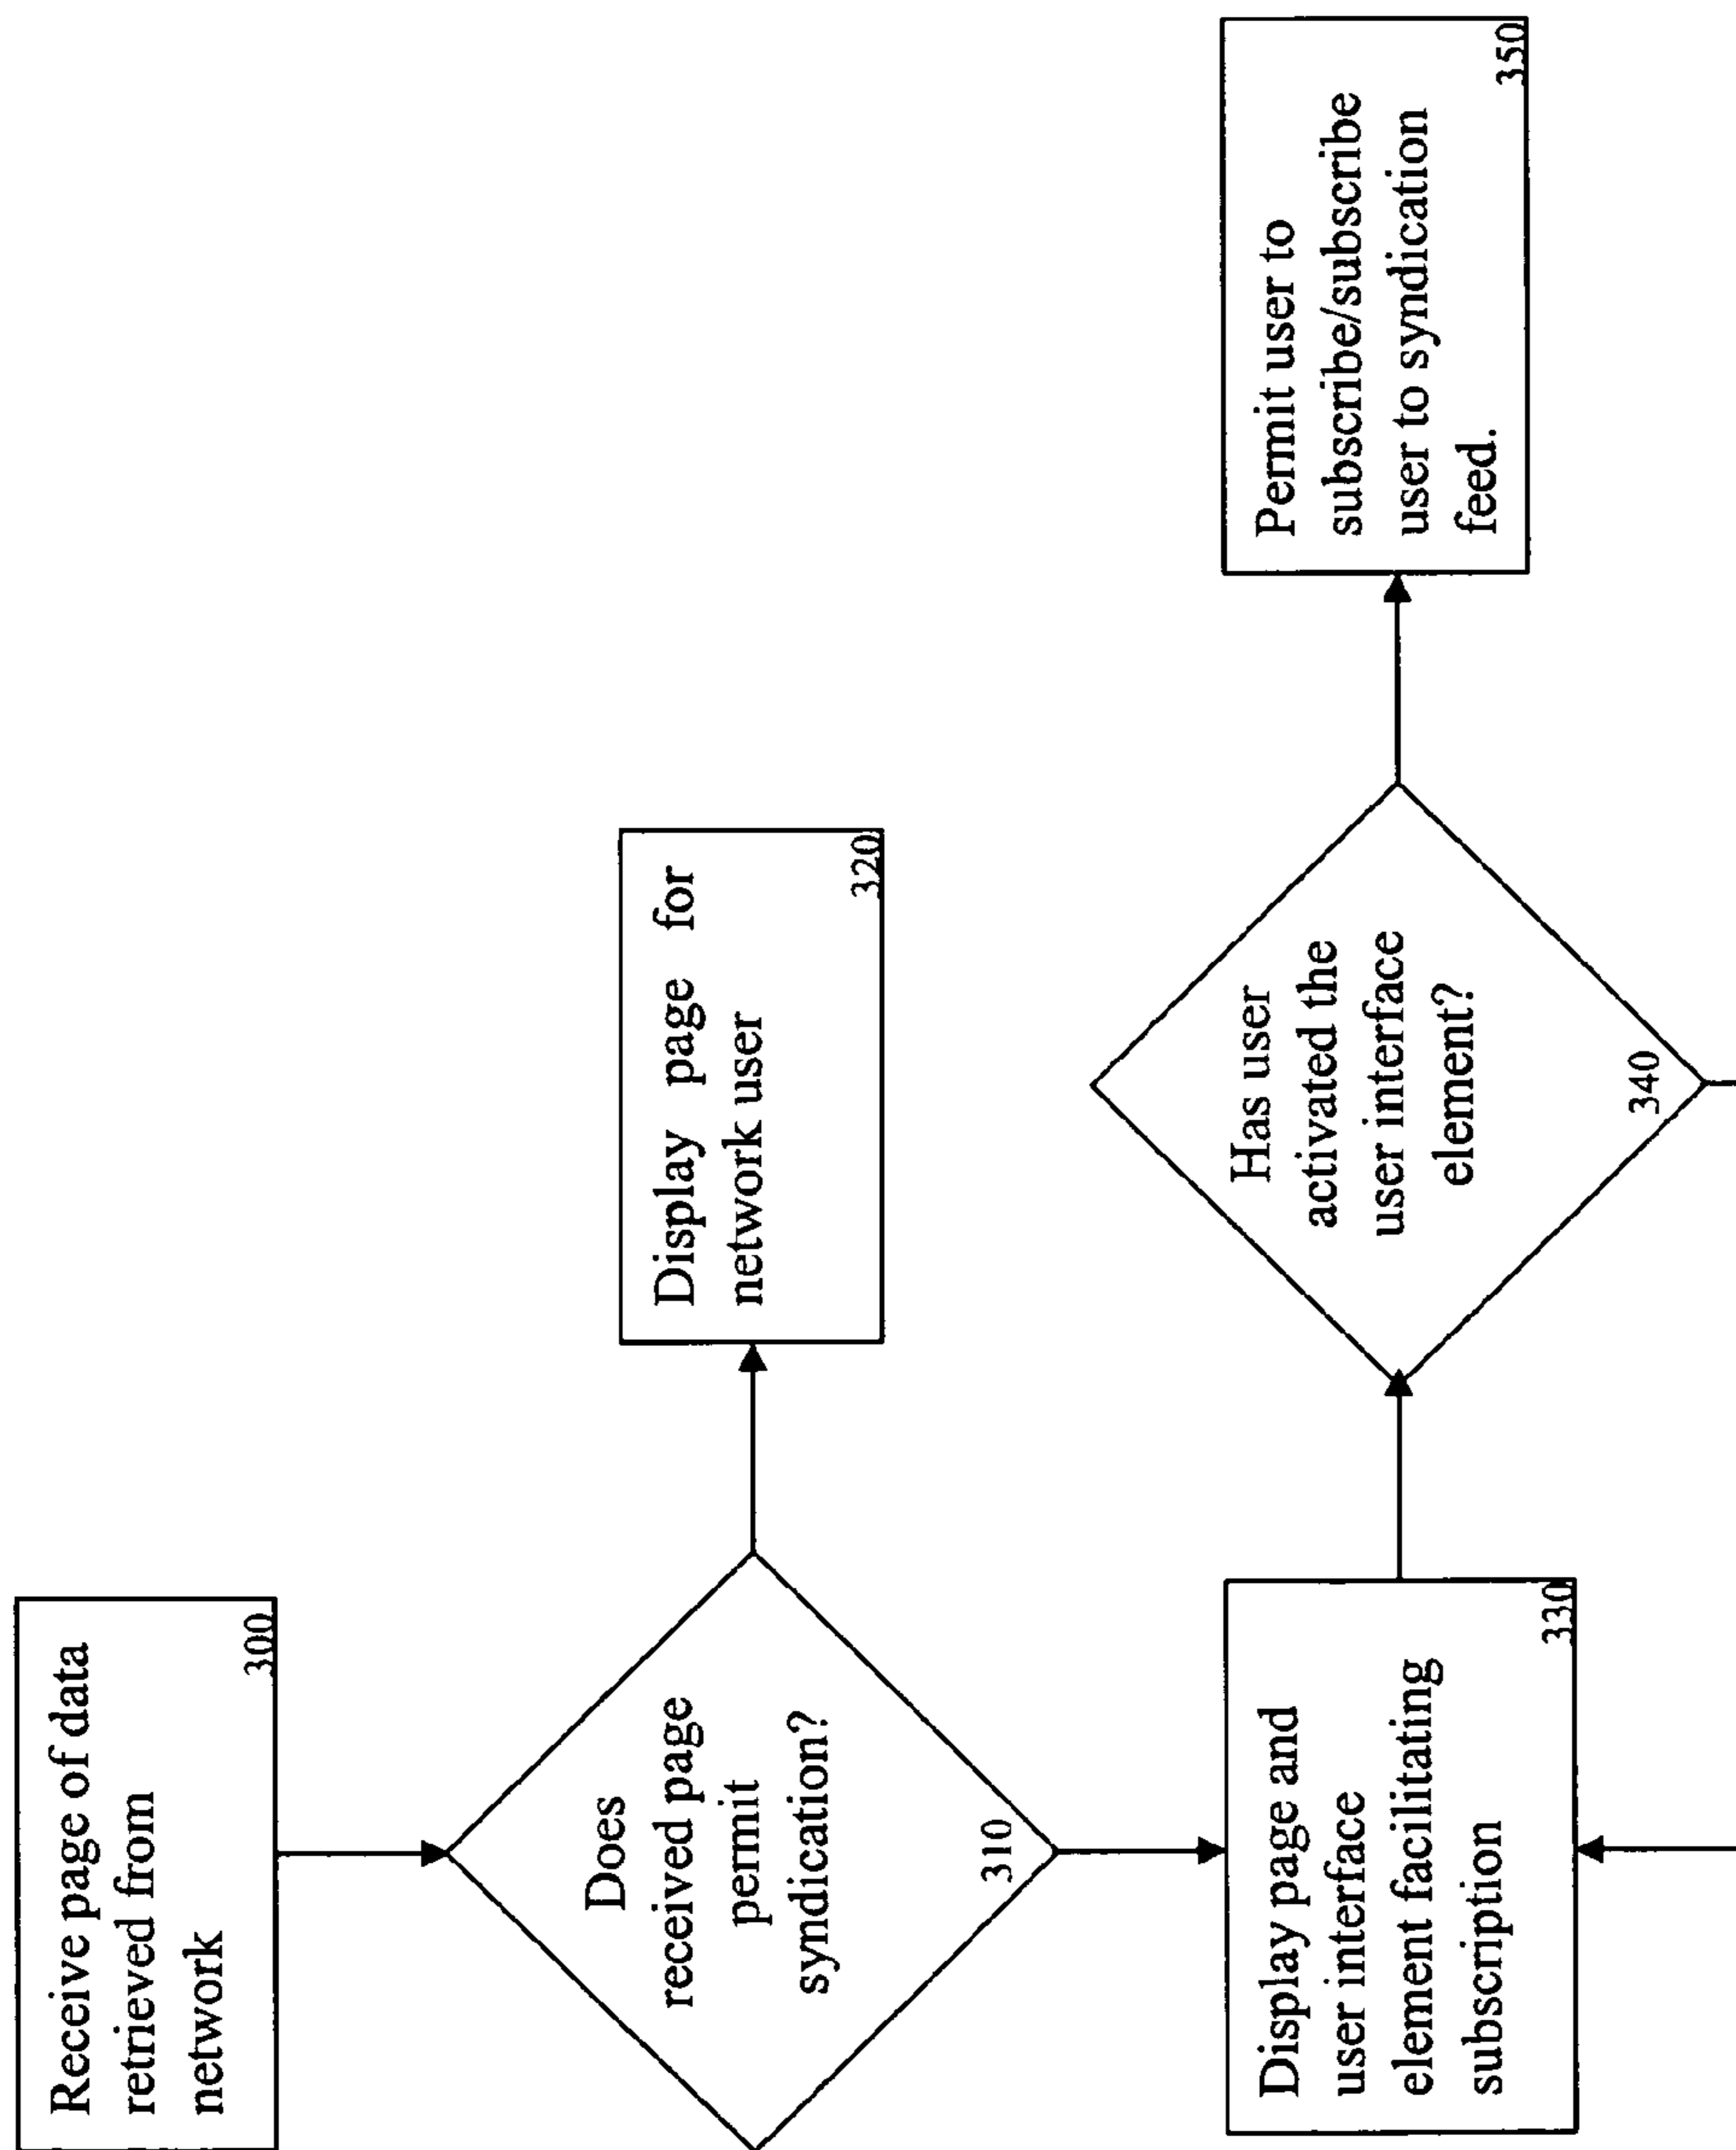 Receive page of data
retrieved from
network
300
Does
received page
permit
syndication?
310
Display page for
network user
320
Display page and
user interface
element facilitating
subscription
330
Has user
activated the
user interface
element?
340
Permit user to
subscribe/subscribe
user to syndication
feed.
350